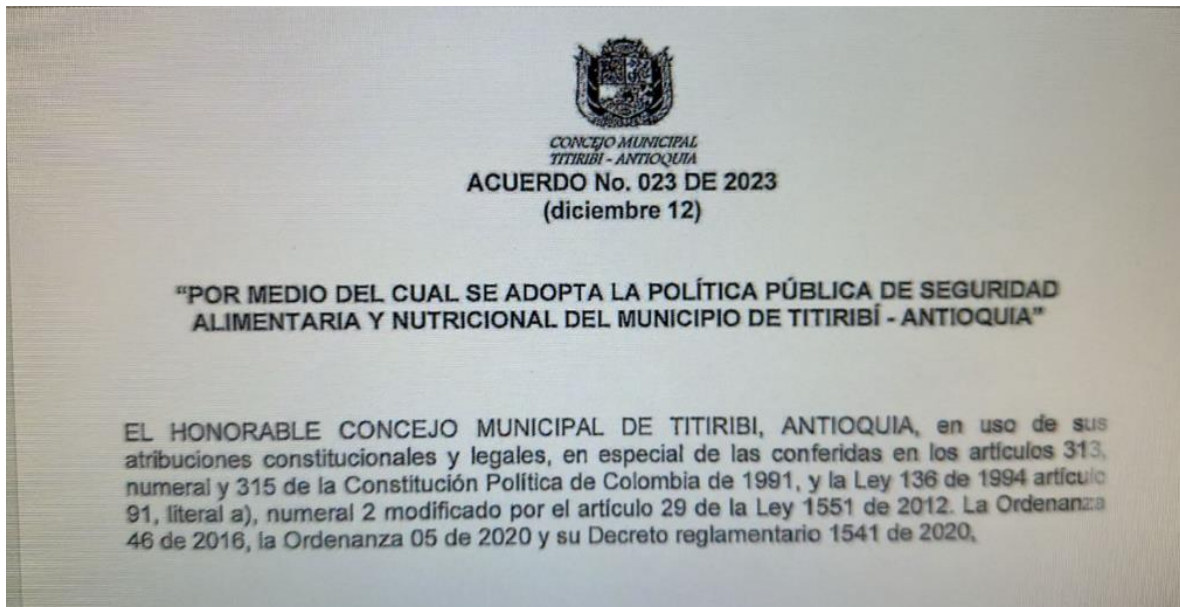 CONCEJO MUNICIPAL
TITIRIBI - ANTIOQUIA
ACUERDO No. 023 DE 2023
(diciembre 12)
“POR MEDIO DEL CUAL SE ADOPTA LA POLÍTICA PÚBLICA DE SEGURIDAD
ALIMENTARIA Y NUTRICIONAL DEL MUNICIPIO DE TITIRIBÍ - ANTIOQUIA”
EL HONORABLE CONCEJO MUNICIPAL DE TITIRIBI, ANTIOQUIA, en uso de sus
atribuciones constitucionales y legales, en especial de las conferidas en los artículos 313,
numeral y 315 de la Constitución Política de Colombia de 1991, y la Ley 136 de 1994 artículo
91, literal a), numeral 2 modificado por el artículo 29 de la Ley 1551 de 2012. La Ordenanza
46 de 2016, la Ordenanza 05 de 2020 y su Decreto reglamentario 1541 de 2020,